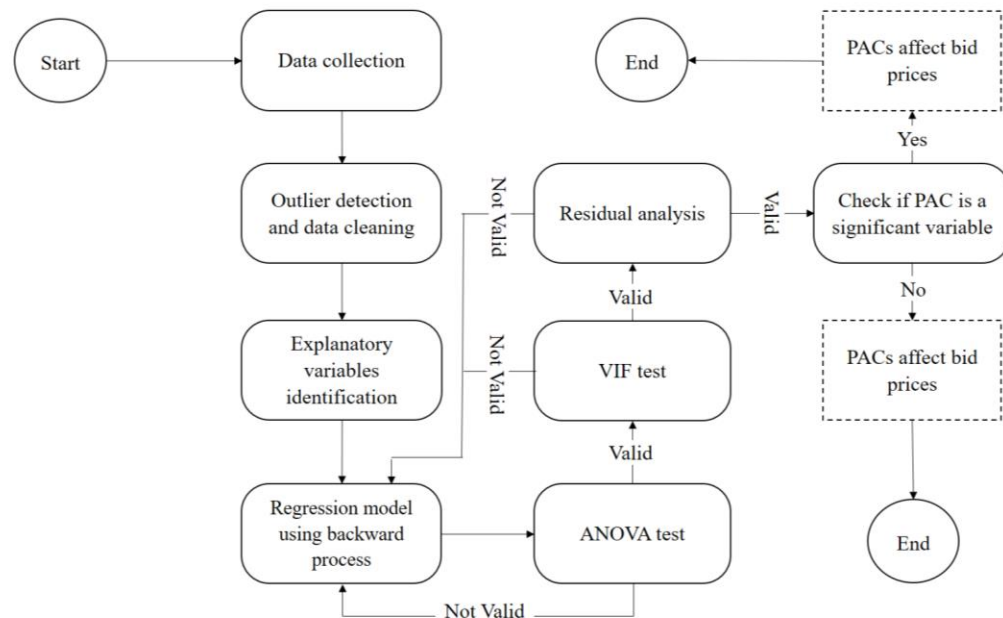 Start
Data collection
Outlier detection
and data cleaning
Explanatory
variables
identification
Regression model
using backward
process
ANOVA test
Not Valid
Valid
VIF test
Not Valid
Valid
Residual analysis
Not Valid
Valid
Check if PAC is a
significant variable
Yes
PACs affect bid
prices
End
No
PACs affect bid
prices
End